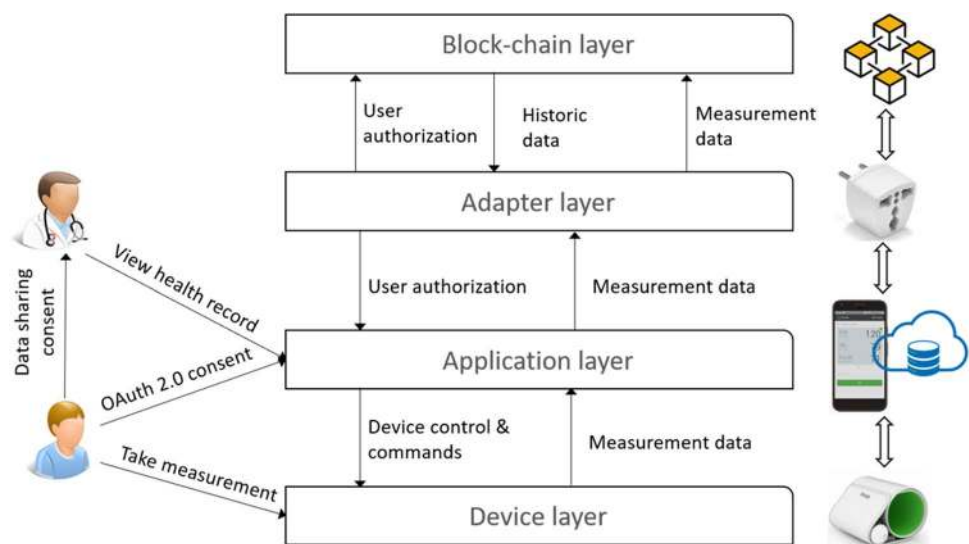 Block-chain layer
User
authorization
Historic
data
Measurement
data
Adapter layer
User authorization
Measurement data
View health record
Data sharing
consent
Application layer
OAuth 2.0 consent
Device control &
commands
Measurement data
Take measurement
Device layer
120